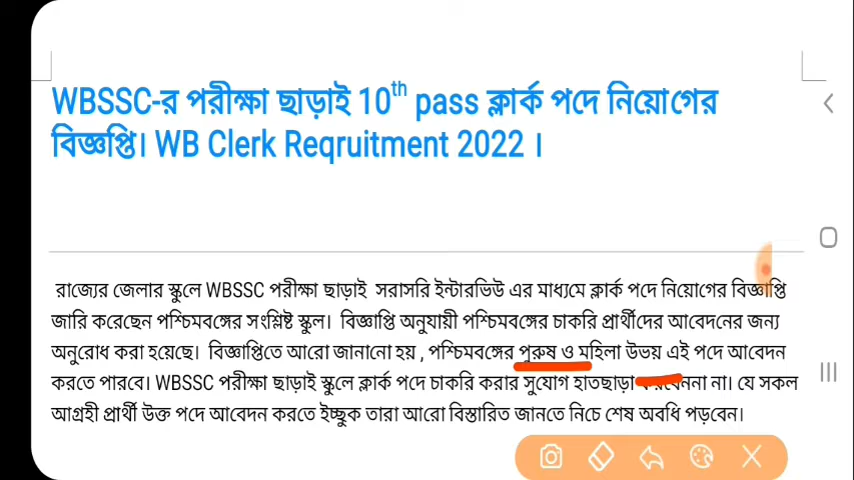 WBSSC-র পরীক্ষা ছাড়াই 10th pass ক্লার্ক পদে নিয়োগের
বিজ্ঞপ্তি। WB Clerk Reqruitment 2022 ।
রাজ্যের জেলার স্কুলে WBSSC পরীক্ষা ছাড়াই সরাসরি ইন্টারভিউ এর মাধ্যমে ক্লার্ক পদে নিয়োগের বিজ্ঞাপ্তি
জারি করেছেন পশ্চিমবঙ্গের সংশ্লিষ্ট স্কুল। বিজ্ঞাপ্তি অনুযায়ী পশ্চিমবঙ্গের চাকরি প্রার্থীদের আবেদনের জন্য
অনুরোধ করা হয়েছে। বিজ্ঞাপ্তিতে আরো জানানো হয় , পশ্চিমবঙ্গের পুরুষ ও মহিলা উভয় এই পদে আবেদন
করতে পারবে। WBSSC পরীক্ষা ছাড়াই স্কুলে ক্লার্ক পদে চাকরি করার সুযোগ হাতছাড়া না। যে সকল
আগ্রহী প্রার্থী উক্ত পদে আবেদন করতে ইচ্ছুক তারা আরো বিস্তারিত জানতে নিচে শেষ অবধি পড়বেন।